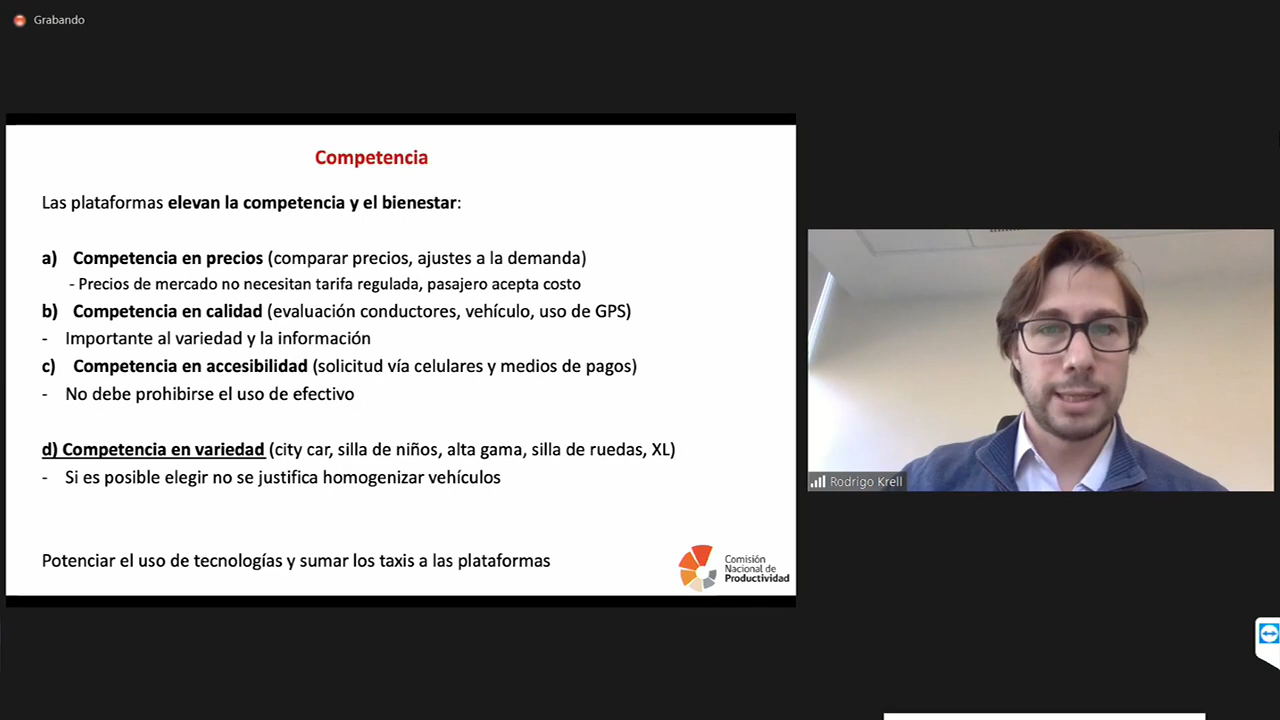 Grabando
Competencia
Las plataformas elevan la competencia y el bienestar:
a) Competencia en precios (comparar precios, ajustes a la demanda)
- Precios de mercado no necesitan tarifa regulada, pasajero acepta costo
b) Competencia en calidad (evaluación conductores, vehículo, uso de GPS)
- Importante al variedad y la información
c) Competencia en accesibilidad (solicitud vía celulares y medios de pagos)
- No debe prohibirse el uso de efectivo
d) Competencia en variedad (city car, silla de niños, alta gama, silla de ruedas, XL)
- Si es posible elegir no se justifica homogenizar vehículos
Potenciar el uso de tecnologías y sumar los taxis a las plataformas
Comisión
Nacional de
Productividad
Rodrigo Krell